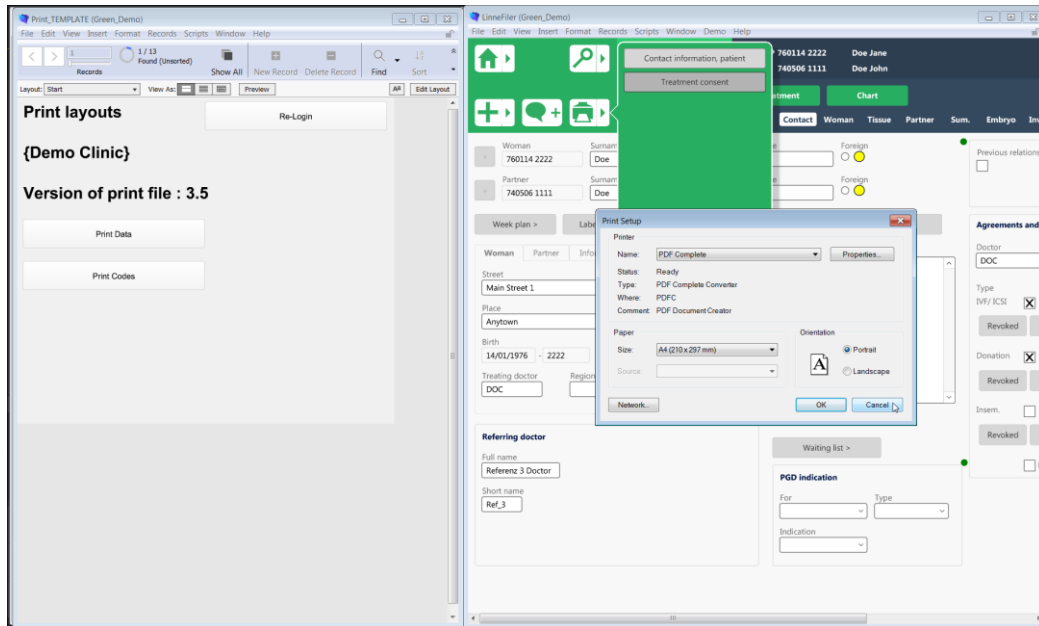 Print_TEMPLATE (Green_Demo)
File Edit View Insert Format Records Scripts Window Help
1
1 / 13
Found (Unsorted)
Records
Show All New Record Delete Record Find Sort
Layout: Start View As: Preview Aa Edit Layout
Print layouts
Re-Login
{Demo Clinic}
Version of print file : 3.5
Print Data
Print Codes
LinneFiler (Green_Demo)
File Edit View Insert Format Records Scripts Window Demo Help
Contact information, patient
Treatment consent
760114 2222 Doe Jane
740506 1111 Doe John
Chart
Contact Woman Tissue Partner Sum. Embryo
Woman
760114 2222
Doe
Foreign
Partner
740506 1111
Doe
Foreign
Previous relations
Week plan >
Woman Partner
Street
Main Street 1
Place
Anytown
Birth
14/01/1976 - 2222
Treating doctor
DOC
Print Setup
Printer
Name: PDF Complete Properties...
Status: Ready
Type: PDF Complete Converter
Where: PDFC
Comment: PDF Document Creator
Paper
Size: A4 (210 x 297 mm)
Source:
Orientation
A
Portrait
Landscape
Network...
OK
Cancel
Agreements and
Doctor
DOC
Type
IVF/ ICSI
Revoked
Donation
Revoked
Insem.
Revoked
Referring doctor
Full name
Referenz 3 Doctor
Short name
Ref_3
Waiting list >
PGD indication
For Type
Indication